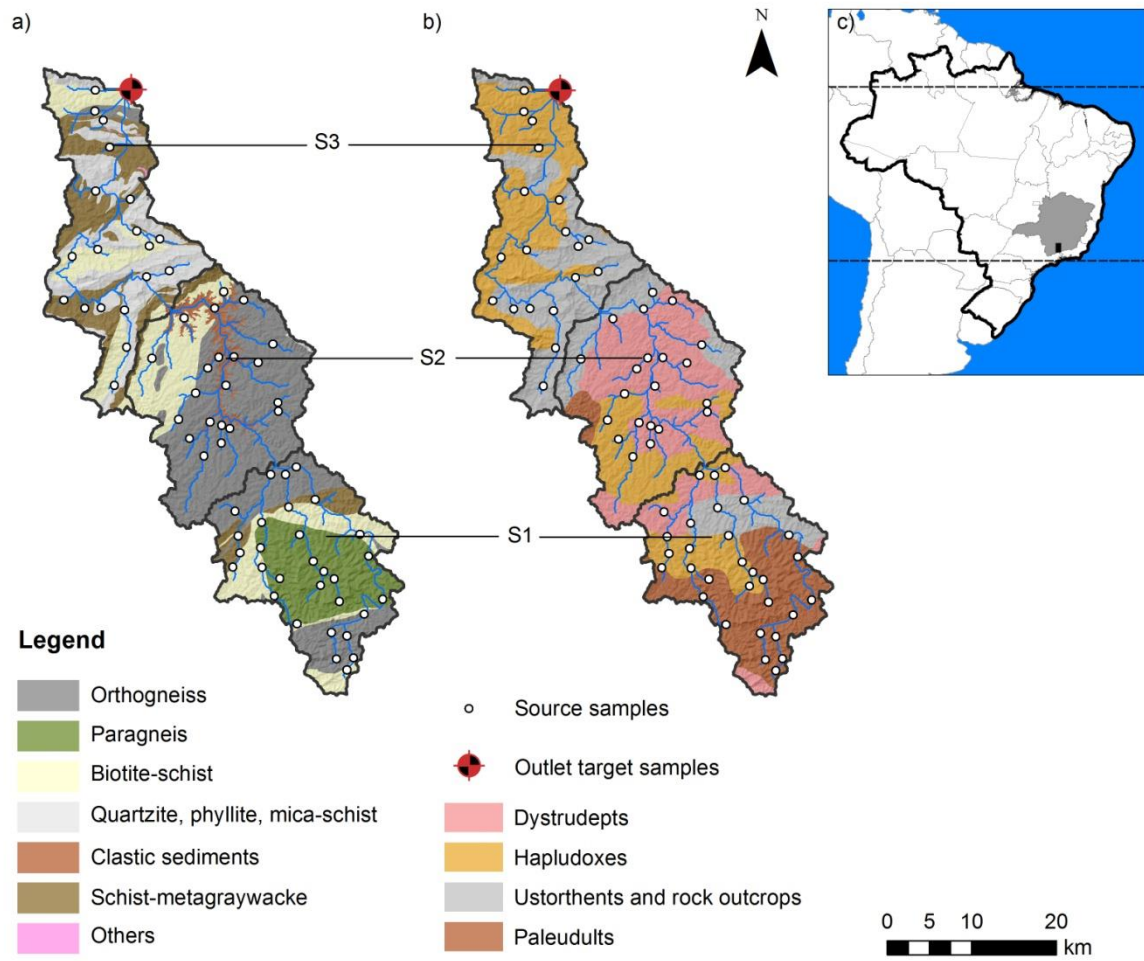 a)
b)
N
c)
S3
S2
S1
Legend
Orthogneiss
Paragneis
Biotite-schist
Quartzite, phyllite, mica-schist
Clastic sediments
Schist-metagraywacke
Others
Source samples
Outlet target samples
Dystrudepts
Hapludoxes
Ustorthents and rock outcrops
Paleudults
0 5 10 20
km